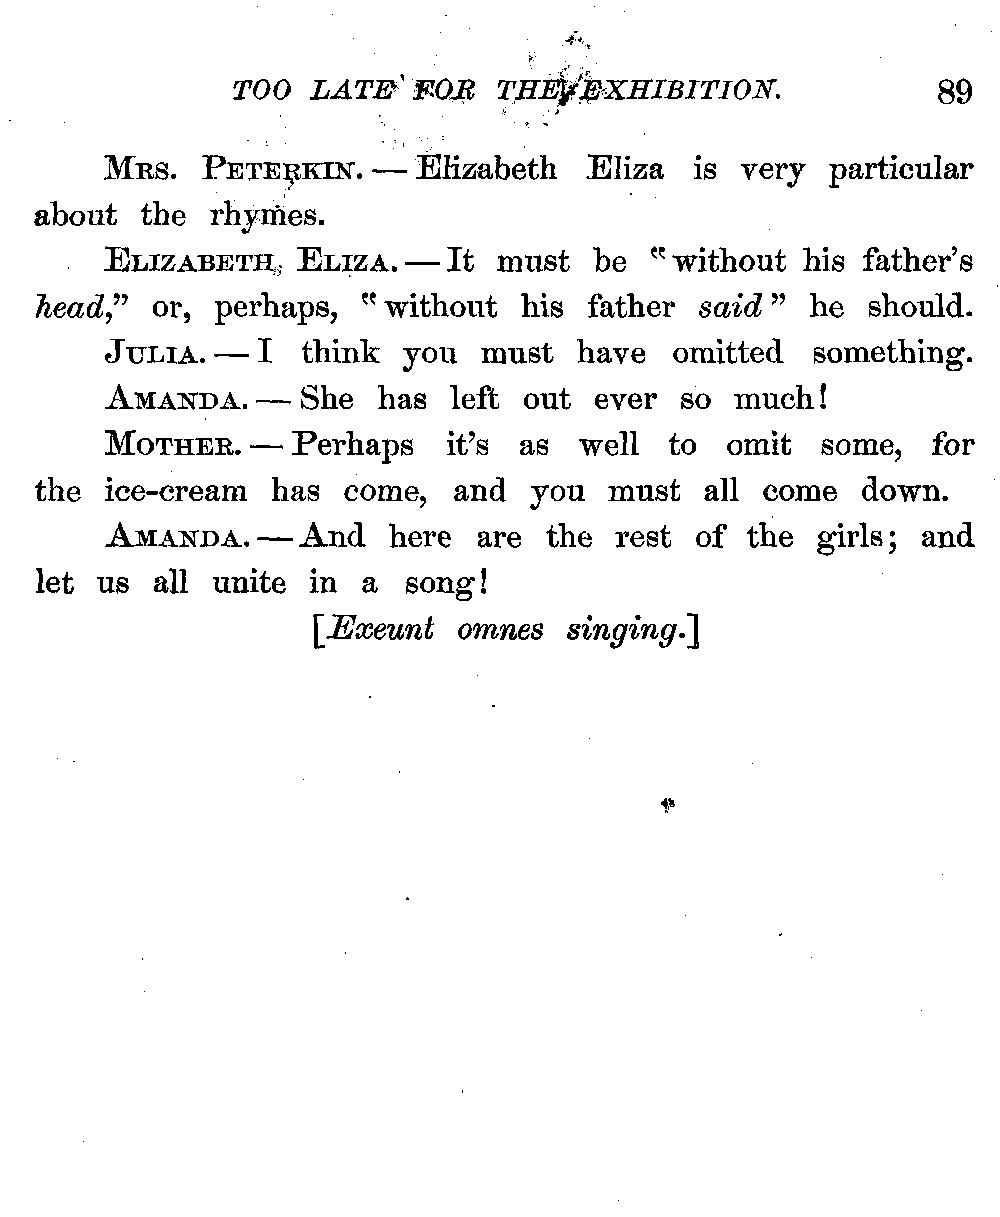 TOO LATE FOR THE EXHIBITION. 89
MRS. PETERKIN. — Elizabeth Eliza is very particular
about the rhymes.
ELIZABETH ELIZA. — It must be "without his father's
head," or, perhaps, "without his father said" he should.
JULIA. — I think you must have omitted something.
AMANDA. — She has left out ever so much!
MOTHER. — Perhaps it's as well to omit some, for
the ice-cream has come, and you must all come down.
AMANDA. — And here are the rest of the girls; and
let us all unite in a song!
[Exeunt omnes singing.]